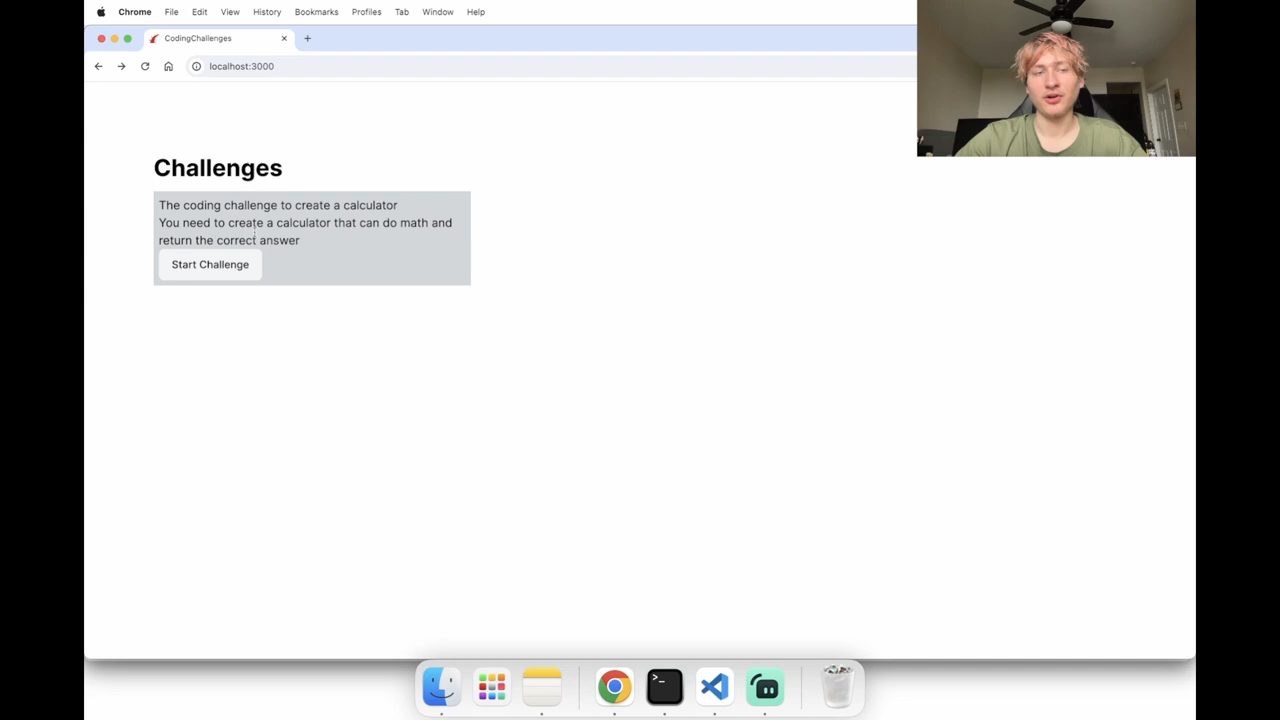 Chrome File Edit View History Bookmarks Profiles Tab Window Help
CodingChallenges
localhost:3000
Challenges
The coding challenge to create a calculator
You need to create a calculator that can do math and
return the correct answer
Start Challenge